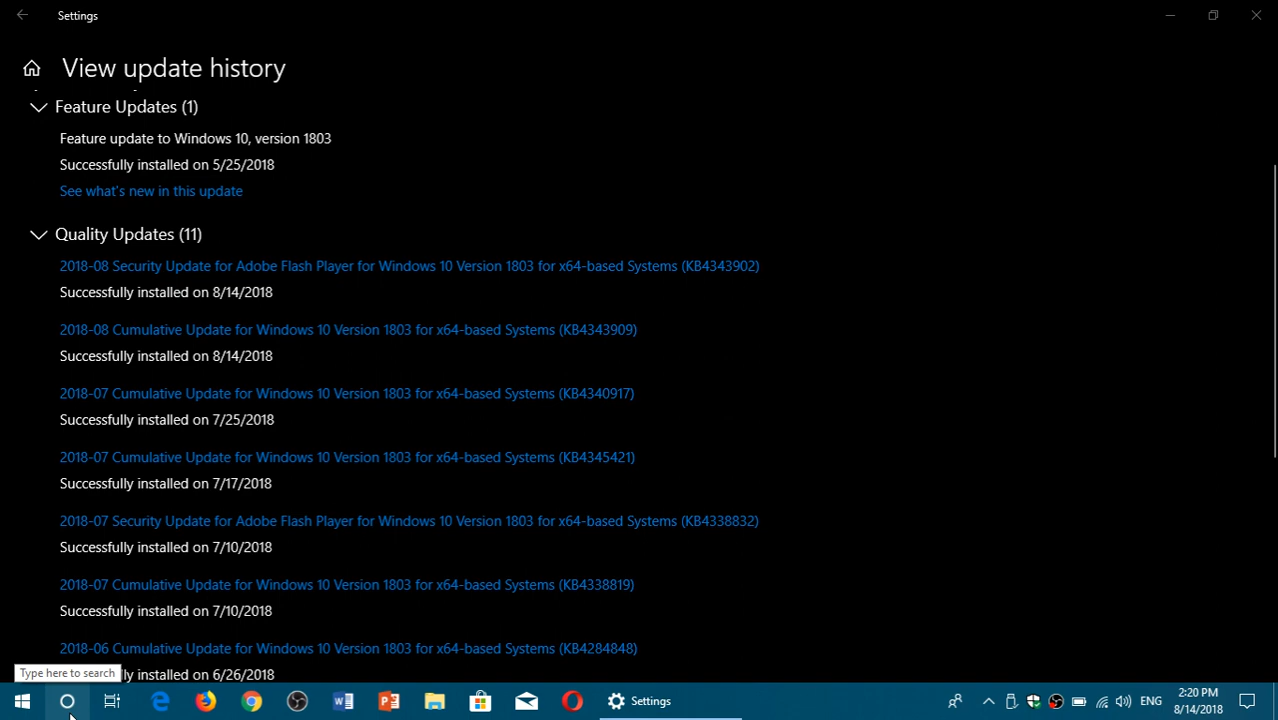 Settings
View update history
Feature Updates (1)
Feature update to Windows 10, version 1803
Successfully installed on 5/25/2018
See what's new in this update
Quality Updates (11)
2018-08 Security Update for Adobe Flash Player for Windows 10 Version 1803 for x64-based Systems (KB4343902)
Successfully installed on 8/14/2018
2018-08 Cumulative Update for Windows 10 Version 1803 for x64-based Systems (KB4343909)
Successfully installed on 8/14/2018
2018-07 Cumulative Update for Windows 10 Version 1803 for x64-based Systems (KB4340917)
Successfully installed on 7/25/2018
2018-07 Cumulative Update for Windows 10 Version 1803 for x64-based Systems (KB4345421)
Successfully installed on 7/17/2018
2018-07 Security Update for Adobe Flash Player for Windows 10 Version 1803 for x64-based Systems (KB4338832)
Successfully installed on 7/10/2018
2018-07 Cumulative Update for Windows 10 Version 1803 for x64-based Systems (KB4338819)
Successfully installed on 7/10/2018
2018-06 Cumulative Update for Windows 10 Version 1803 for x64-based Systems (KB4284848)
Type here to search
installed on 6/26/2018
Settings
ENG
2:20 PM
8/14/2018